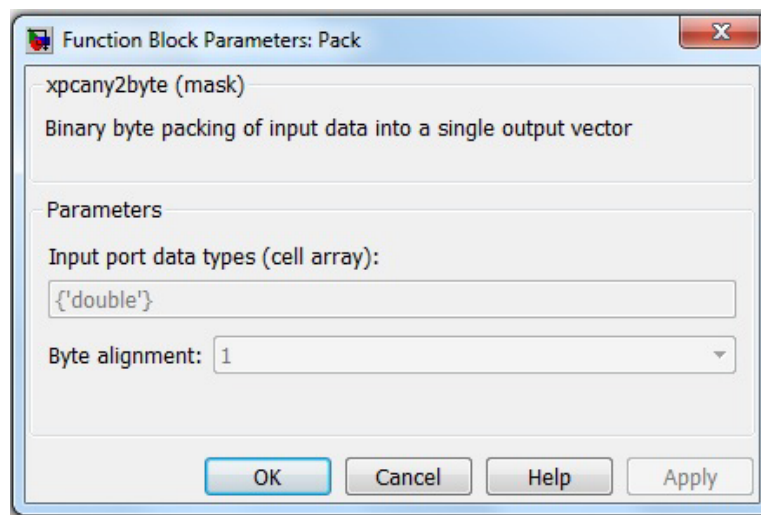 Function Block Parameters: Pack
xpcany2byte (mask)
Binary byte packing of input data into a single output vector
Parameters
Input port data types (cell array):
{'double'}
Byte alignment: 1
OK Cancel Help Apply